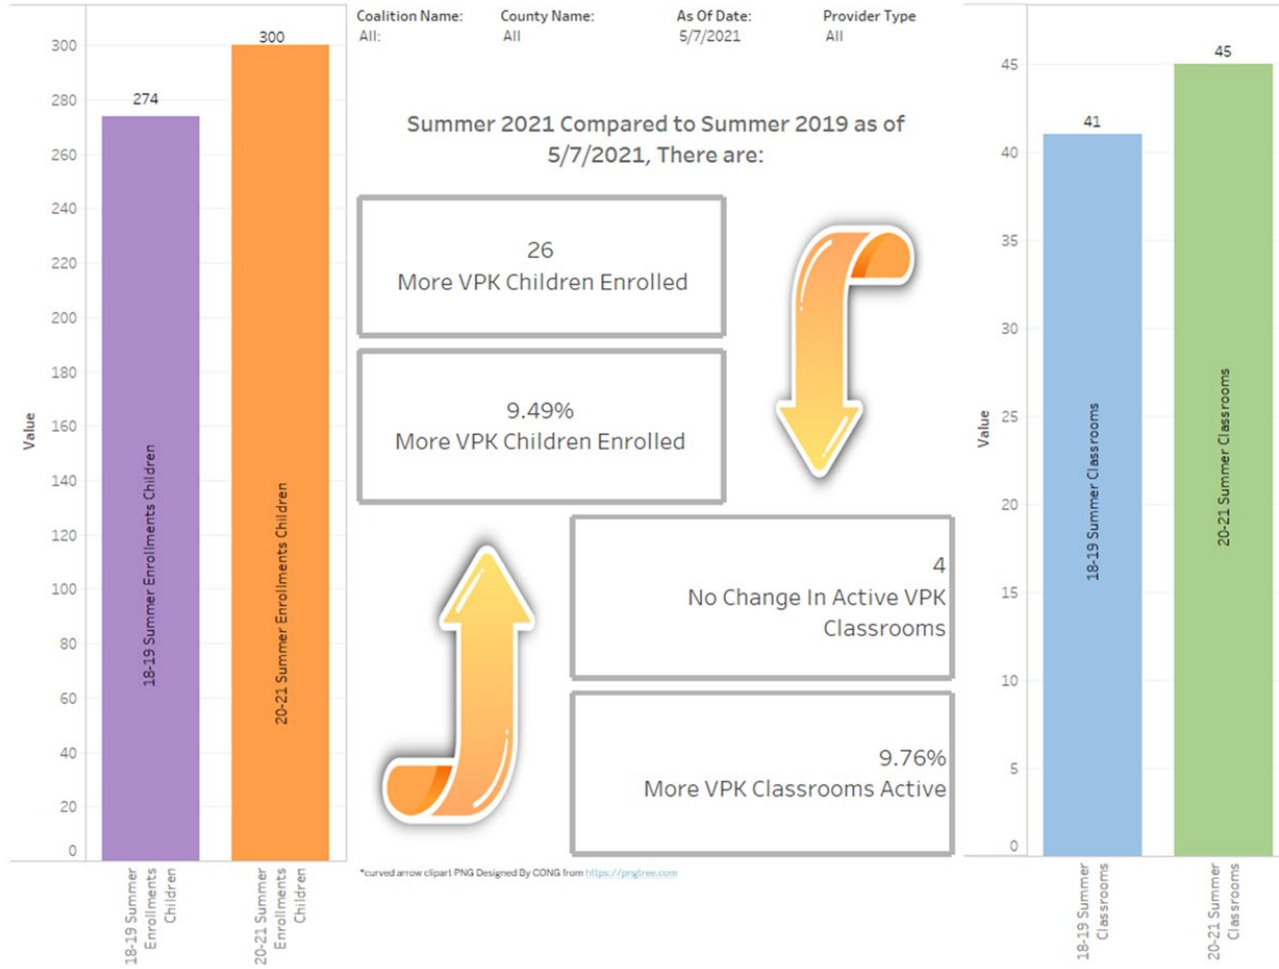 Coalition Name:
All:
County Name:
All
As Of Date:
5/7/2021
Provider Type
All
Summer 2021 Compared to Summer 2019 as of
5/7/2021, There are:
300
280
260
240
220
200
180
160
140
120
100
80
60
40
20
0
Value
274
300
18-19 Summer Enrollments Children
20-21 Summer Enrollments Children
18-19 Summer
Enrollments
Children
20-21 Summer
Enrollments
Children
26
More VPK Children Enrolled
9.49%
More VPK Children Enrolled
4
No Change In Active VPK
Classrooms
9.76%
More VPK Classrooms Active
*curved arrow clipart PNG Designed By CONG from https://pngtree.com
45
40
35
30
25
20
15
10
5
0
Value
41
45
18-19 Summer Classrooms
20-21 Summer Classrooms
18-19 Summer
Classrooms
20-21 Summer
Classrooms